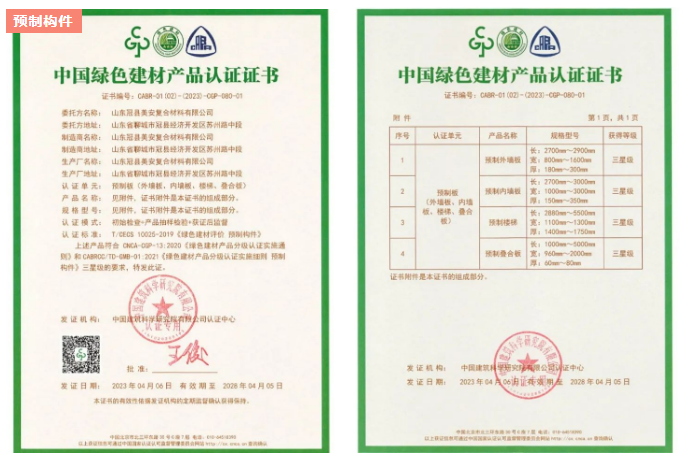 预制构件
中国绿色建材产品认证证书
证书编号：CABR-01(02)-(2023)-CGP-080-01
委托方名称： 山东冠县美安复合材料有限公司
委托方地址： 山东省聊城市冠县经济开发区苏州路中段
制造商名称： 山东冠县美安复合材料有限公司
制造商地址： 山东省聊城市冠县经济开发区苏州路中段
生产厂名称： 山东冠县美安复合材料有限公司
生产厂地址： 山东省聊城市冠县经济开发区苏州路中段
认证单元： 预制板（外墙板，内墙板，楼梯，叠合板）
产品名称： 见附件，证书附件是本证书的组成部分。
规格型号： 见附件，证书附件是本证书的组成部分。
认证模式： 初始检查+产品抽样检验+获证后监督
认证标准： T/CECS 10025-2019《绿色建材评价 预制构件》
上述产品符合 CNCA-CGP-13:2020《绿色建材产品分级认证实施通
则》和 CABRCC/TD-GMB-01:2021《绿色建材产品分级认证实施细则 预制
构件》三星级的要求，特发此证。
发证机构： 中国建筑科学研究院有限公司认证中心
认证专用
批准：
发证日期： 2023 年 04 月 06 日 有效期至 2028 年 04 月 05 日
本证书的有效性依据发证机构的定期监督确认获得保持。
中国绿色建材产品认证证书
证书编号：CABR-01(02)-(2023)-CGP-080-01
附件 第 1 页，共 1 页
序号 认证单元 产品名称 规格型号 获得等级
1 预制外墙板 长：2700mm~2900mm 宽：800mm~1600mm 厚：180mm~300mm 三星级
预制板（外墙板，内墙板，楼梯，叠合板）
2 预制内墙板 长：2700mm~3000mm 宽：1000mm~3000mm 厚：150mm~350mm 三星级
3 预制楼梯 长：2880mm~5500mm 宽：1100mm~1300mm 厚：1400mm~1750mm 三星级
4 预制叠合板 长：1000mm~5000mm 宽：960mm~2000mm 厚：60mm~80mm 三星级
证书附件是本证书的组成部分。
发证机构： 中国建筑科学研究院有限公司认证中心
发证日期： 2023 年 04 月 06 日 有效期至 2028 年 04 月 05 日